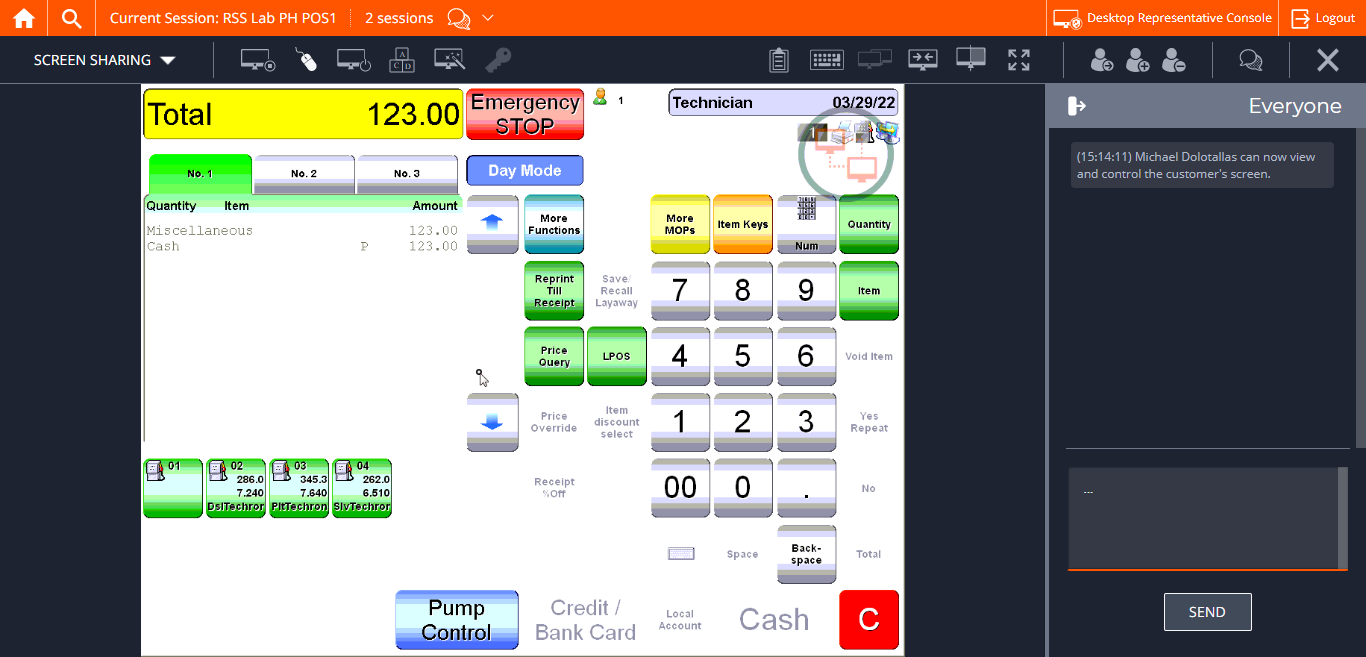 Current Session: RSS Lab PH POS1
2 sessions
Desktop Representative Console
Logout
SCREEN SHARING
A
C D
Total 123.00
Emergency
STOP
1
Technician 03/29/22
1
No. 1
No. 2
No. 3
Day Mode
Quantity Item Amount
Miscellaneous 123.00
Cash P 123.00
More
Functions
More
MOPs
Item Keys
Num
Quantity
Reprint
Till
Receipt
Save/
Recall
Layaway
7
8
9
Item
Price
Query
LPOS
4
5
6
Void Item
Price
Override
Item
discount
select
1
2
3
Yes
Repeat
01
02
286.0
7.240
DslTechror
03
345.3
7.640
PltTechron
04
262.0
6.510
SlvTechror
Receipt
%Off
00
0
.
No
Space
Back-
space
Total
Pump
Control
Credit /
Bank Card
Local
Account
Cash
C
Everyone
(15:14:11) Michael Dolotallas can now view
and control the customer's screen.
...
SEND